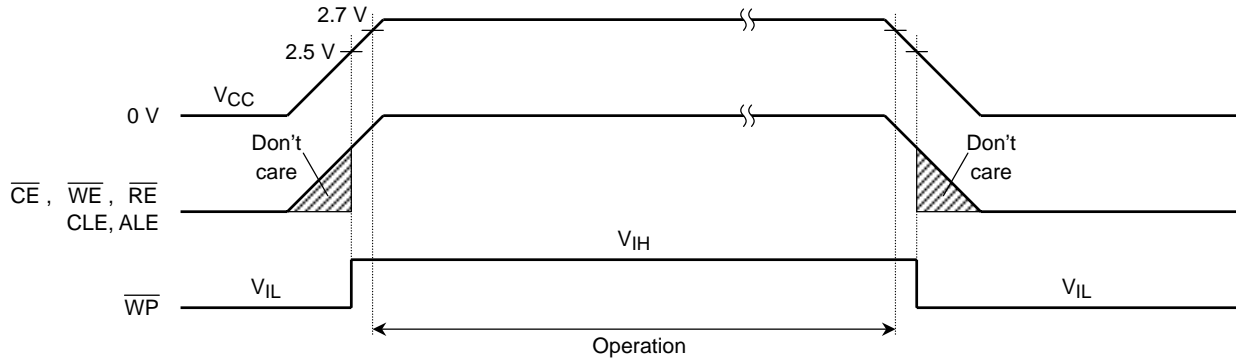 2.7 V
2.5 V
VCC
0 V
Don't
care
Don't
care
CE , WE , RE
CLE, ALE
VIH
VIL
VIL
WP
Operation